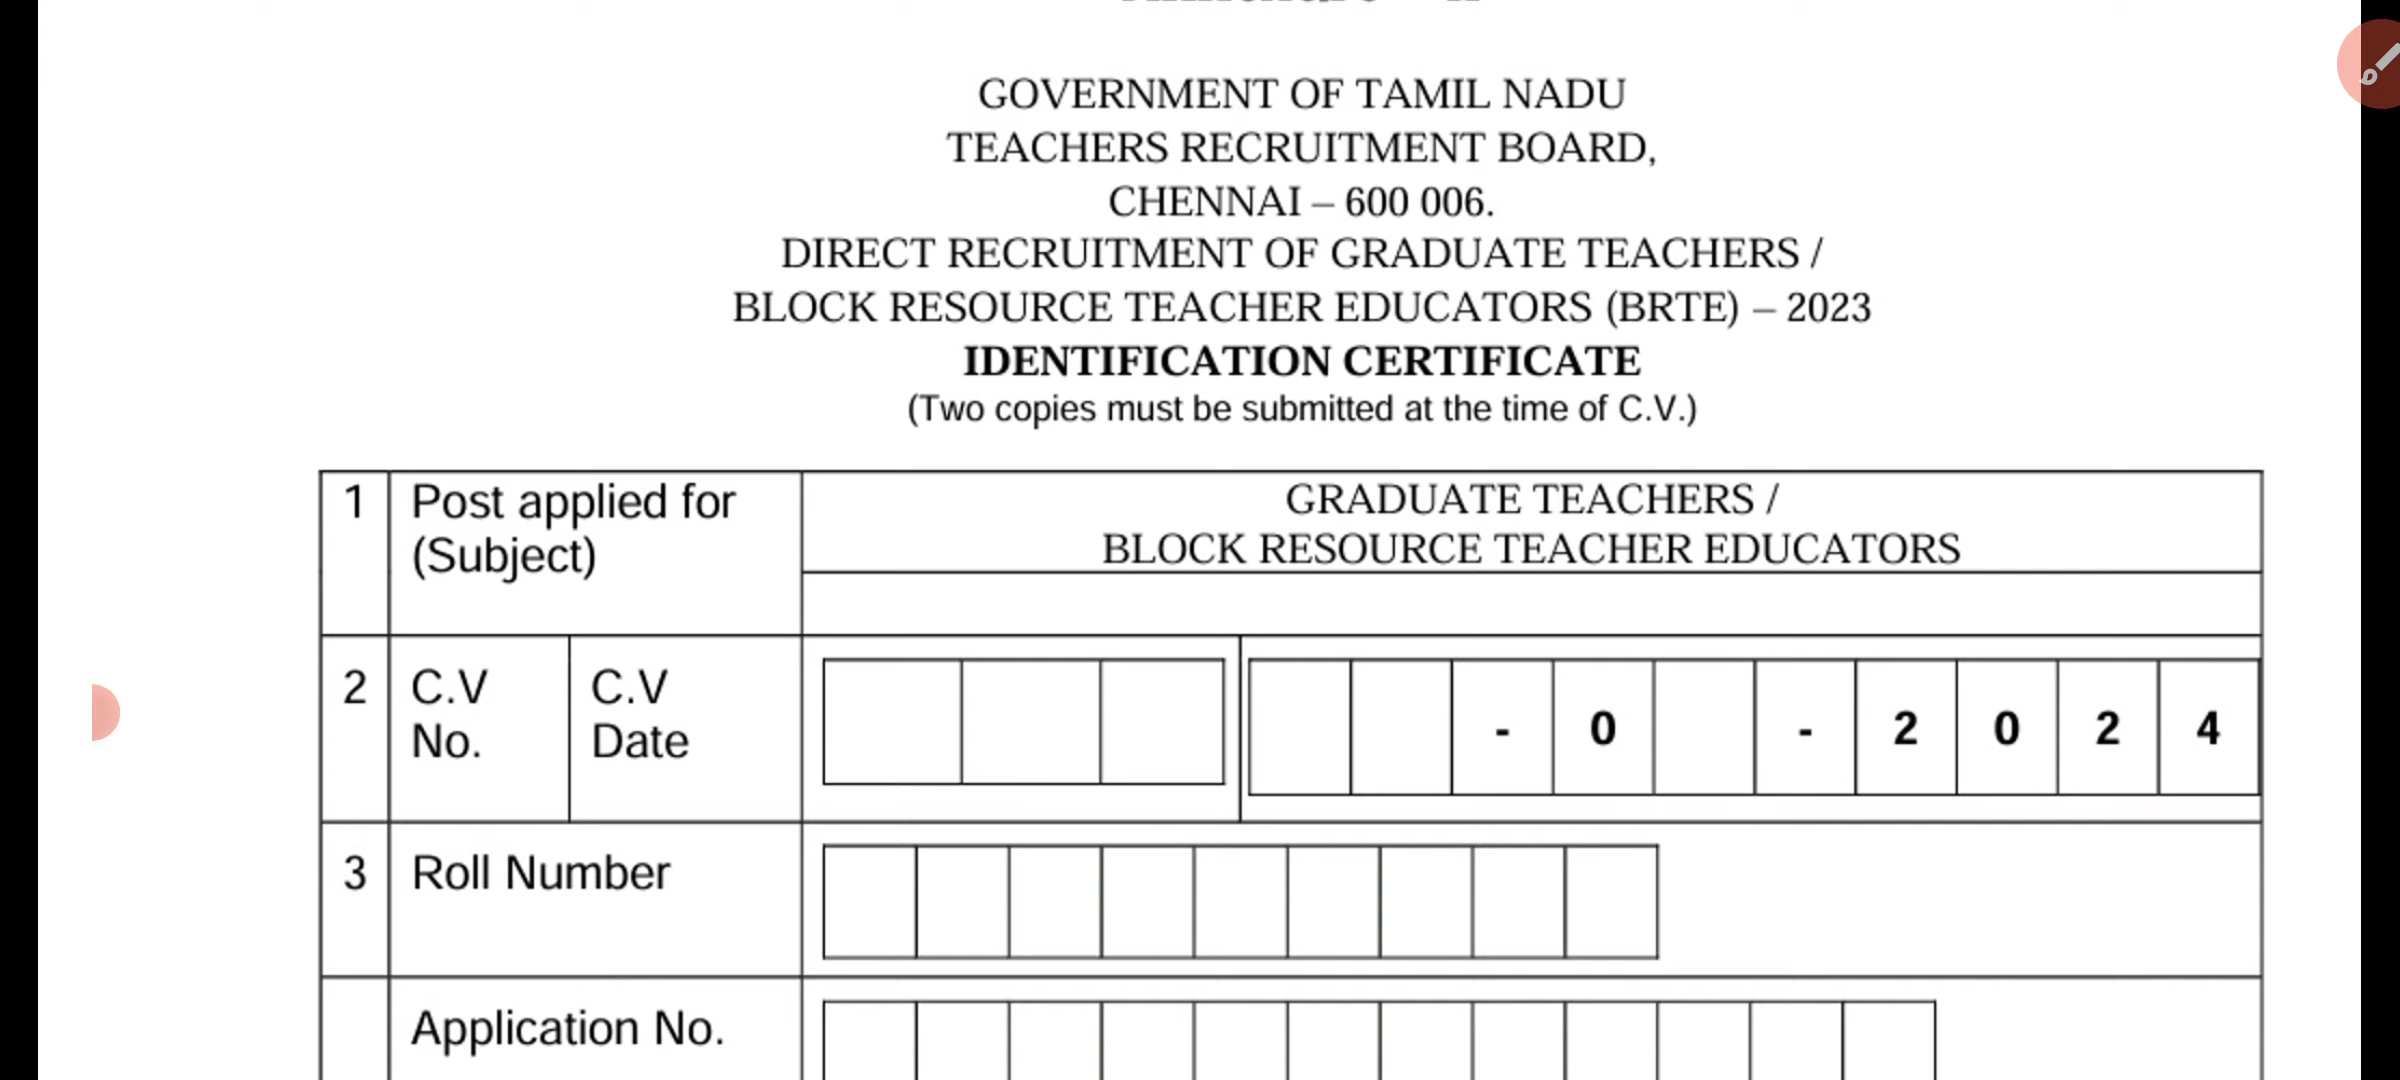 GOVERNMENT OF TAMIL NADU
TEACHERS RECRUITMENT BOARD,
CHENNAI – 600 006.
DIRECT RECRUITMENT OF GRADUATE TEACHERS /
BLOCK RESOURCE TEACHER EDUCATORS (BRTE) – 2023
IDENTIFICATION CERTIFICATE
(Two copies must be submitted at the time of C.V.)
1 Post applied for (Subject)
GRADUATE TEACHERS /
BLOCK RESOURCE TEACHER EDUCATORS
2 C.V No. C.V Date - 0 - 2 0 2 4
3 Roll Number
Application No.